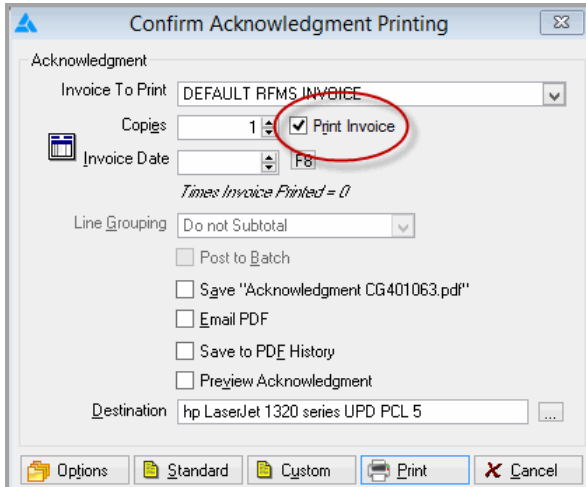 Confirm Acknowledgment Printing
Acknowledgment
Invoice To Print DEFAULT RFMS INVOICE
Copies 1 Print Invoice
Invoice Date F8
Times Invoice Printed = 0
Line Grouping Do not Subtotal
Post to Batch
Save "Acknowledgment CG401063.pdf"
Email PDF
Save to PDF History
Preview Acknowledgment
Destination hp LaserJet 1320 series UPD PCL 5 ...
Options Standard Custom Print Cancel